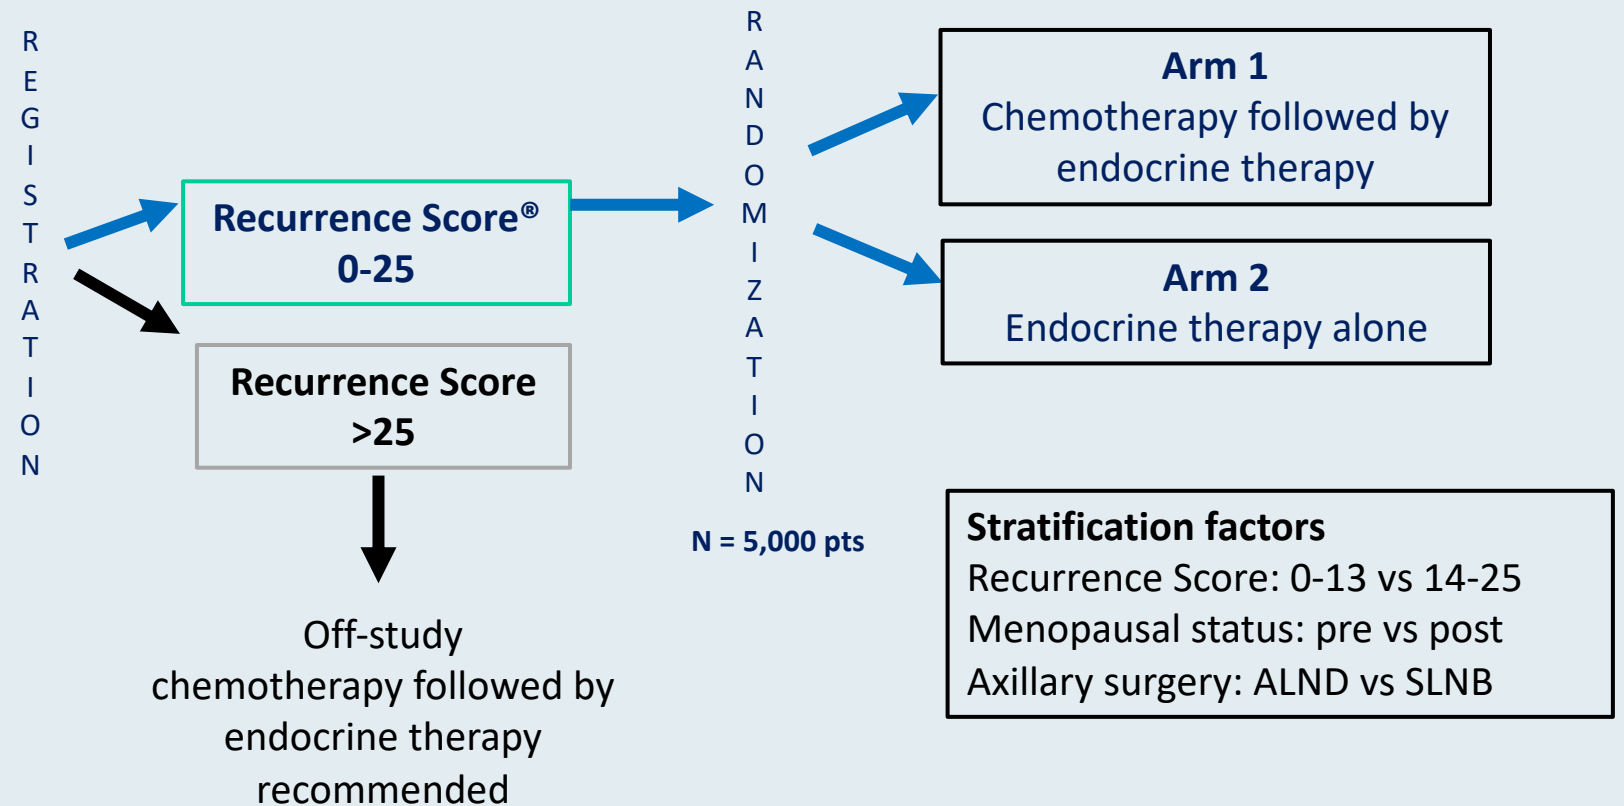 REGISTRATION
Recurrence Score®
0-25
Recurrence Score
>25
Off-study
chemotherapy followed by
endocrine therapy
recommended
RANDOMIZATION
N = 5,000 pts
Arm 1
Chemotherapy followed by
endocrine therapy
Arm 2
Endocrine therapy alone
Stratification factors
Recurrence Score: 0-13 vs 14-25
Menopausal status: pre vs post
Axillary surgery: ALND vs SLNB